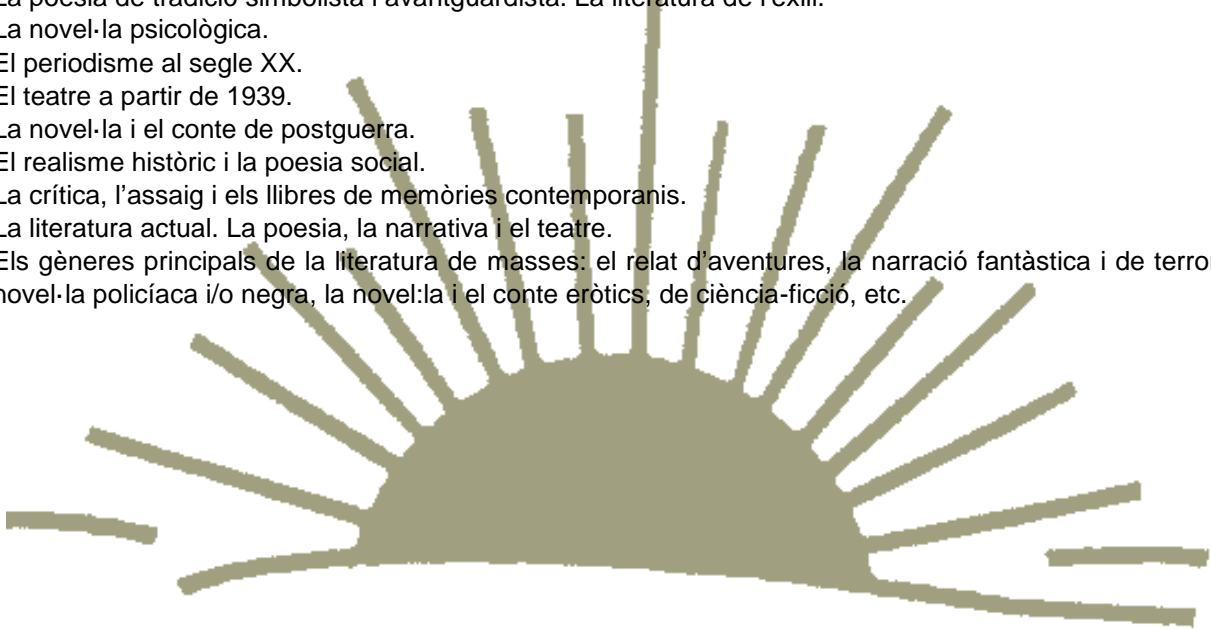 La poesia de tradició simbolista i avantguardista. La literatura de l'exili.
La novel·la psicològica.
El periodisme al segle XX.
El teatre a partir de 1939.
La novel·la i el conte de postguerra.
El realisme històric i la poesia social.
La crítica, l’assaig i els llibres de memòries contemporanis.
La literatura actual. La poesia, la narrativa i el teatre.
Els gèneres principals de la literatura de masses: el relat d’aventures, la narració fantàstica i de terror
novel·la policíaca i/o negra, la novel:la i el conte eròtics, de ciència-ficció, etc.